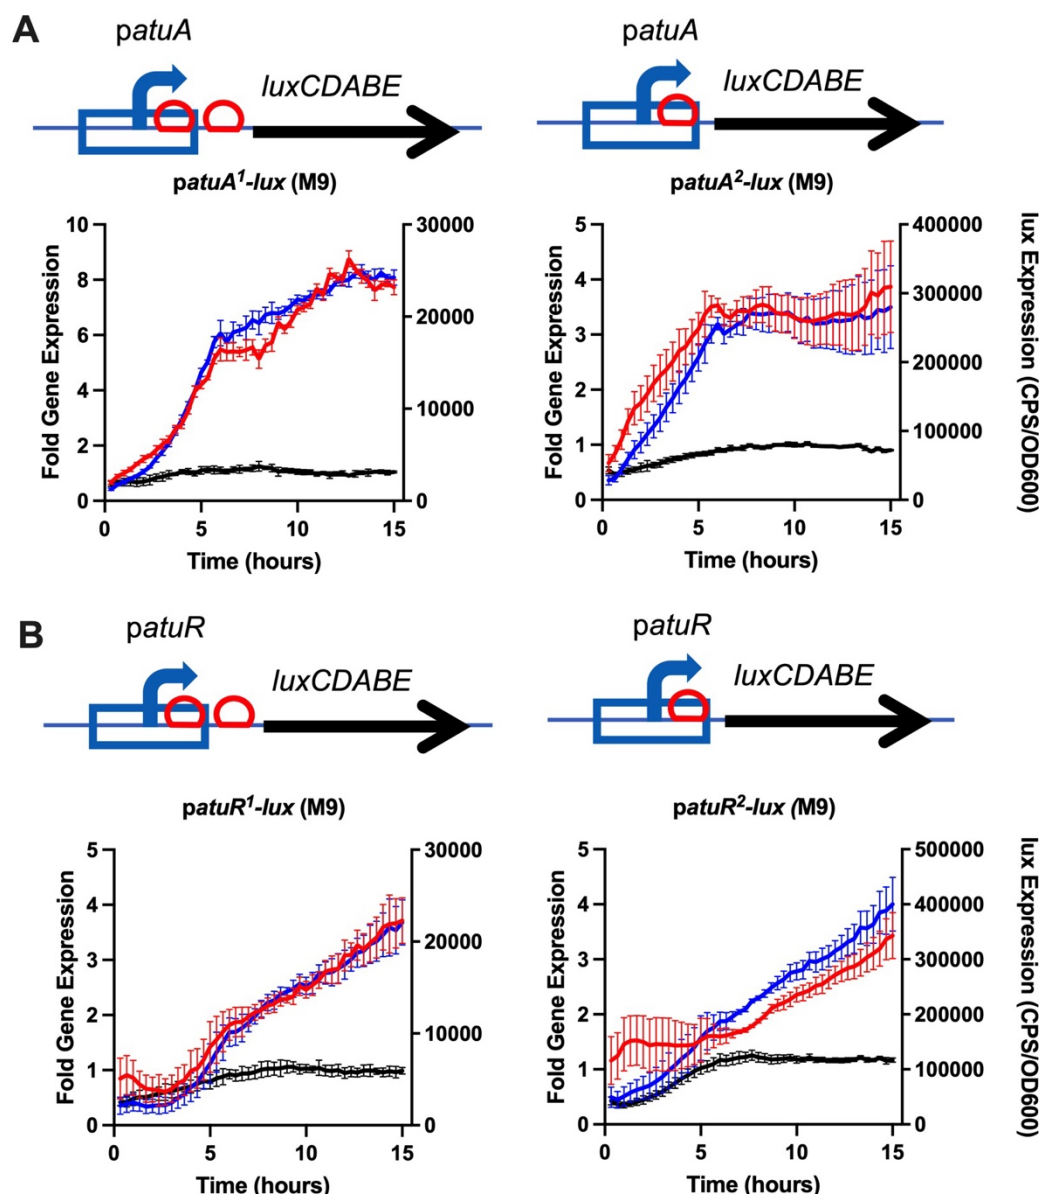 A
patuA
luxCDABE
patuA
luxCDABE
patuA¹-lux (M9)
patuA²-lux (M9)
Fold Gene Expression
10
8
6
4
2
0
30000
20000
10000
0
0
5
10
15
Time (hours)
Fold Gene Expression
5
4
3
2
1
0
400000
300000
200000
100000
0
0
5
10
15
Time (hours)
lux Expression (CPS/OD600)
B
patuR
luxCDABE
patuR
luxCDABE
patuR¹-lux (M9)
patuR²-lux (M9)
Fold Gene Expression
5
4
3
2
1
0
30000
20000
10000
0
0
5
10
15
Time (hours)
Fold Gene Expression
5
4
3
2
1
0
500000
400000
300000
200000
100000
0
0
5
10
15
Time (hours)
lux Expression (CPS/OD600)